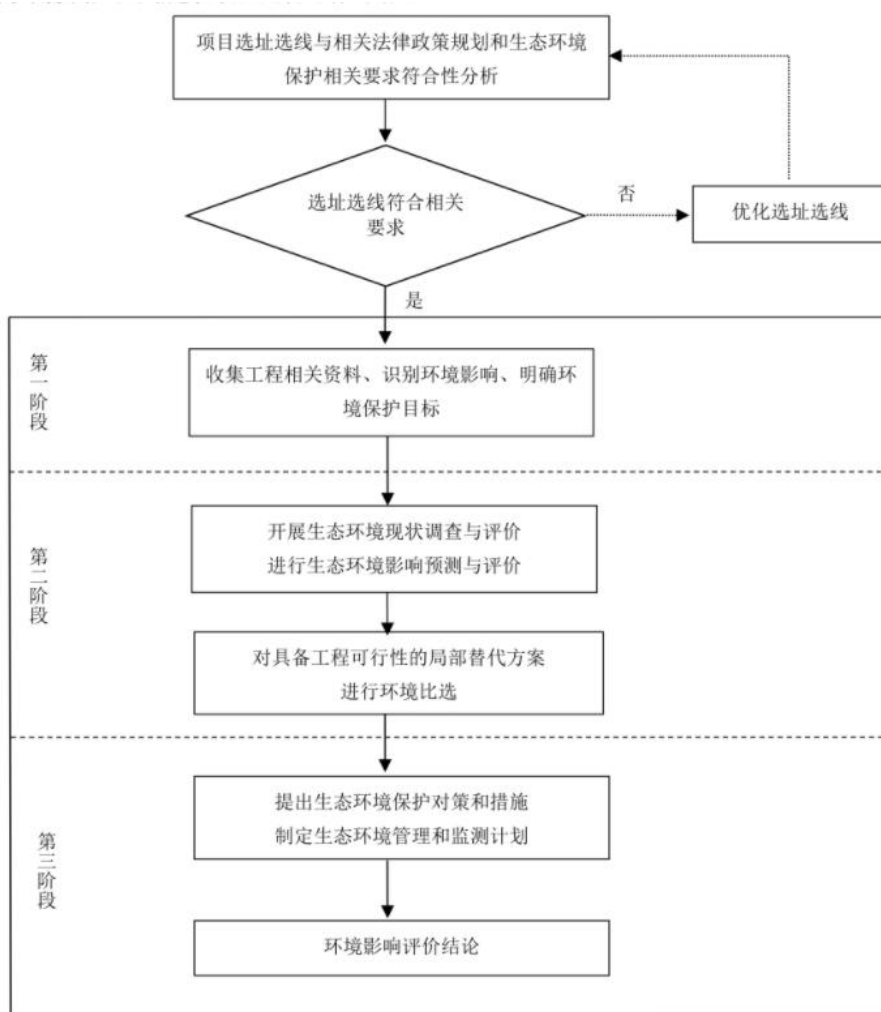 项目选址选线与相关法律政策规划和生态环境
保护相关要求符合性分析
选址选线符合相关
要求
否
优化选址选线
是
第一阶段
收集工程相关资料、识别环境影响、明确环
境保护目标
第二阶段
开展生态环境现状调查与评价
进行生态环境影响预测与评价
对具备工程可行性的局部替代方案
进行环境比选
第三阶段
提出生态环境保护对策和措施
制定生态环境管理和监测计划
环境影响评价结论